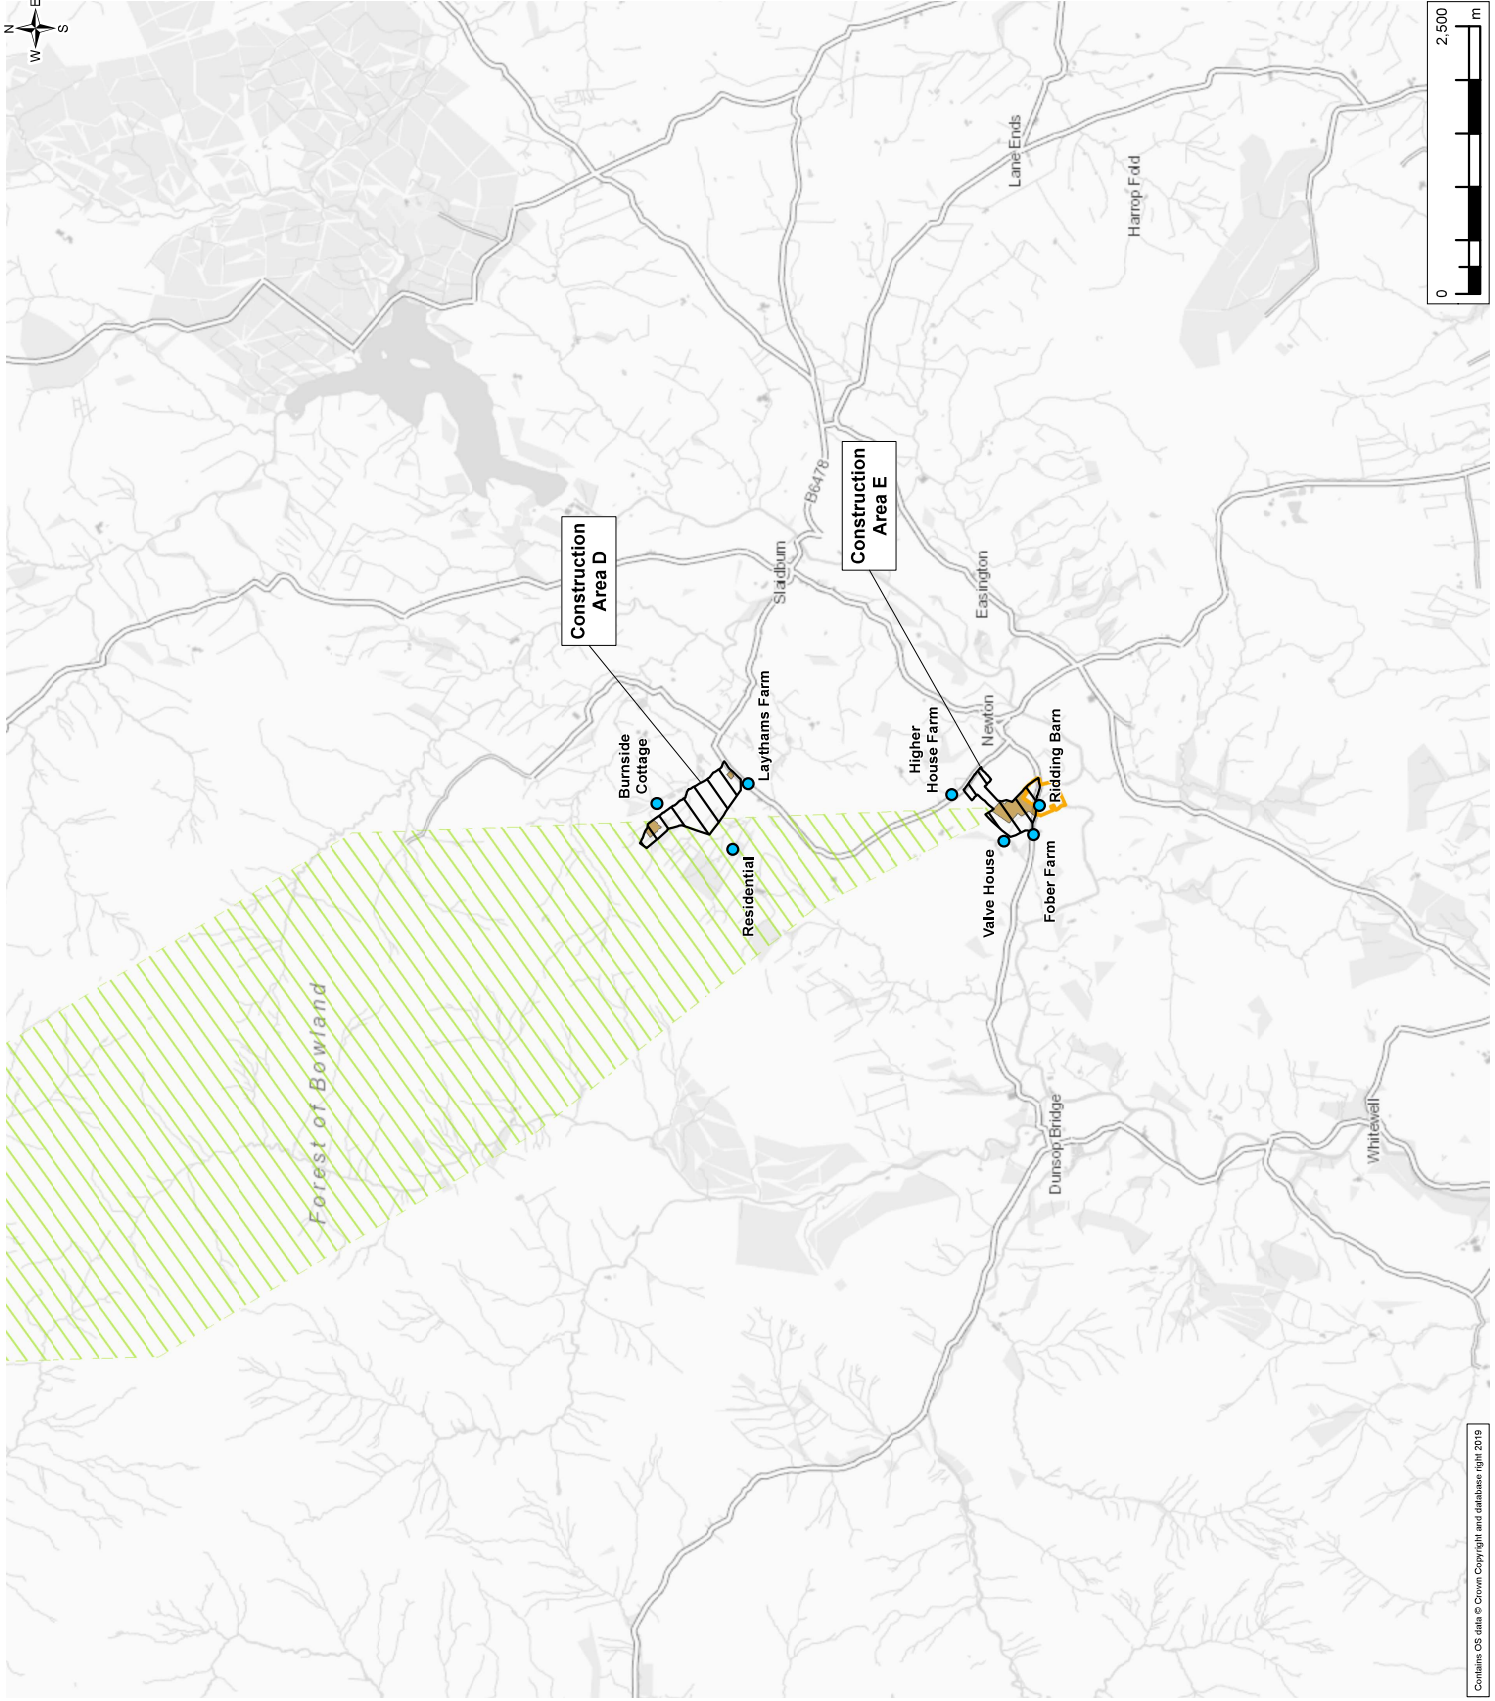 N
W
E
S
Forest of Bowland
Construction
Area D
Burnside
Cottage
Laythams Farm
Residential
Slaidburn
B6478
Construction
Area E
Higher
House Farm
Newton
Easington
Valve House
Fober Farm
Ridding Barn
Lane Ends
Harrop Fold
Dunsop Bridge
Whitewell
0
2,500
m
Contains OS data © Crown Copyright and database right 2019